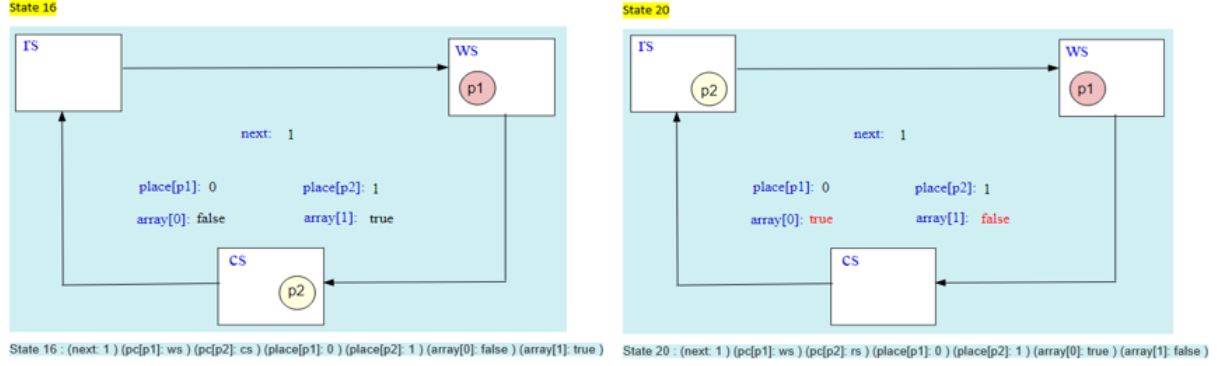 State 16
rs
ws
p1
next: 1
place[p1]: 0 place[p2]: 1
array[0]: false array[1]: true
cs
p2
State 16 : (next: 1 ) (pc[p1]: ws ) (pc[p2]: cs ) (place[p1]: 0 ) (place[p2]: 1 ) (array[0]: false ) (array[1]: true )
State 20
rs
p2
ws
p1
next: 1
place[p1]: 0 place[p2]: 1
array[0]: true array[1]: false
cs
State 20 : (next: 1 ) (pc[p1]: ws ) (pc[p2]: rs ) (place[p1]: 0 ) (place[p2]: 1 ) (array[0]: true ) (array[1]: false )